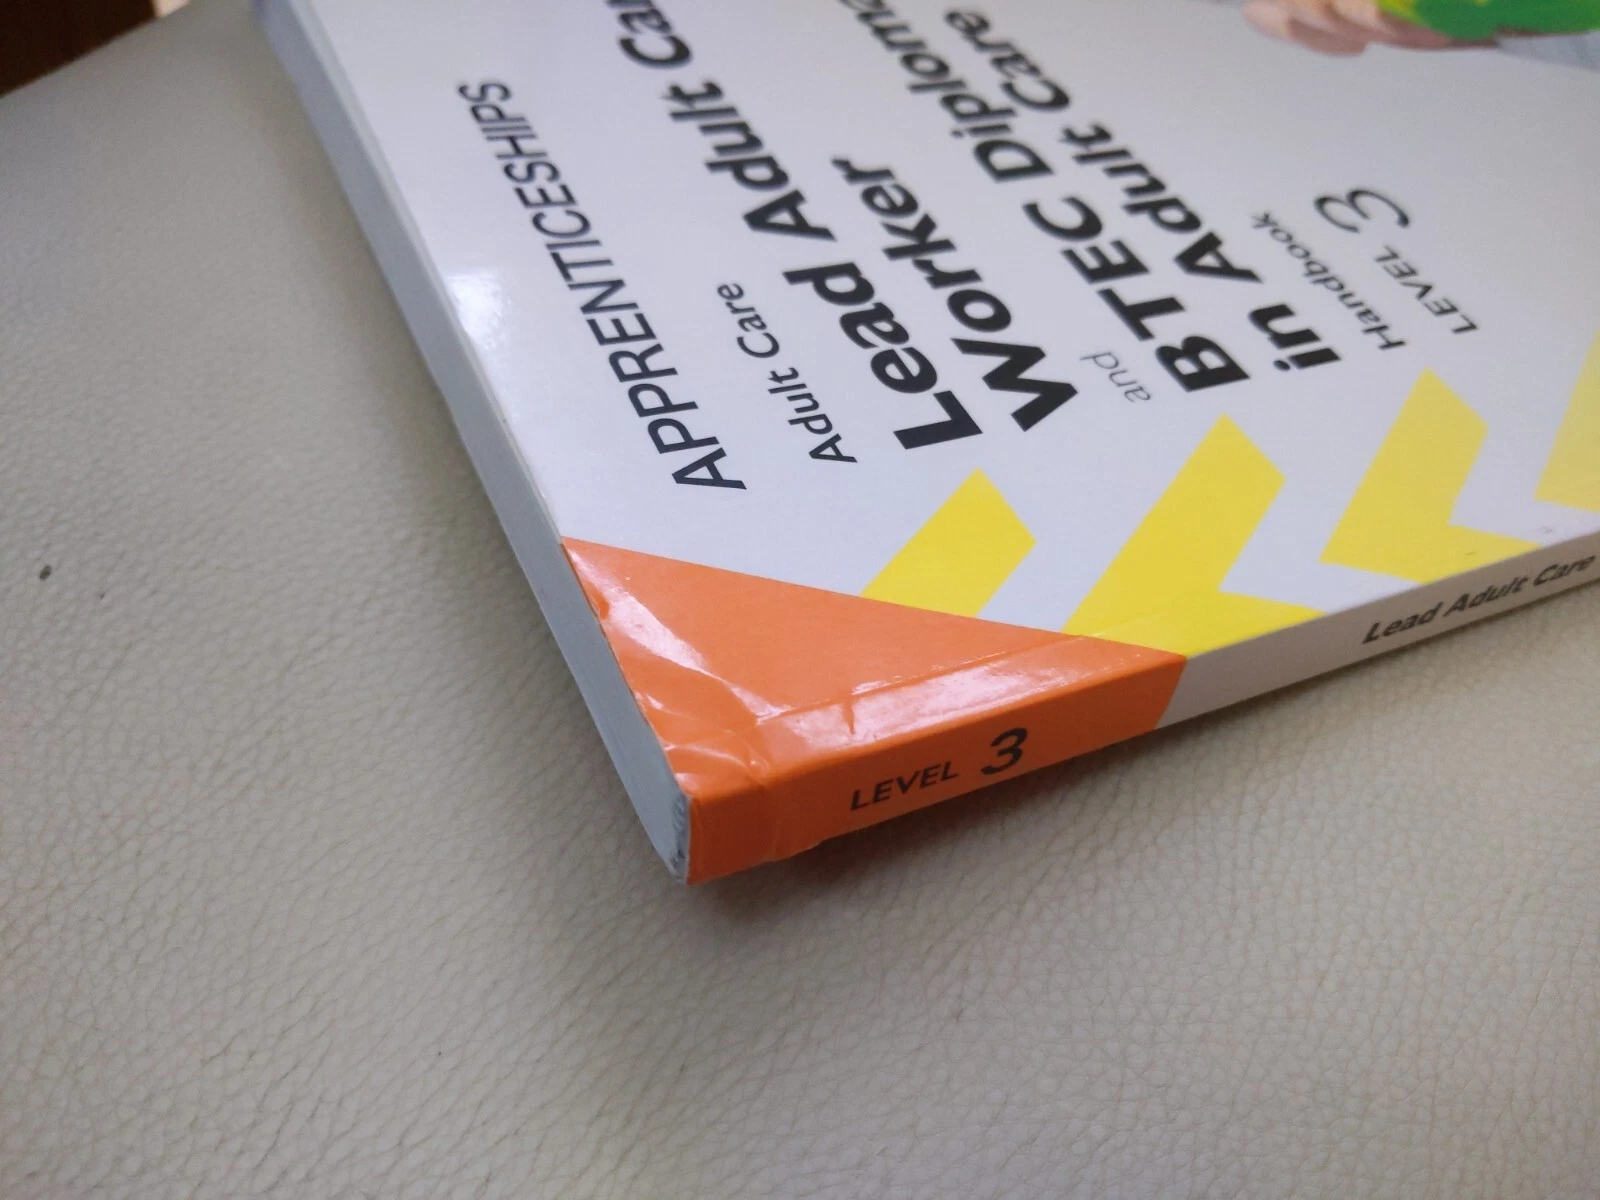 APPRENTICESHIPS
Adult Care
Lead Adult Car
Worker
and
BTEC Diploma
in Adult Care
Handbook
LEVEL 3
LEVEL 3
Lead Adult Care